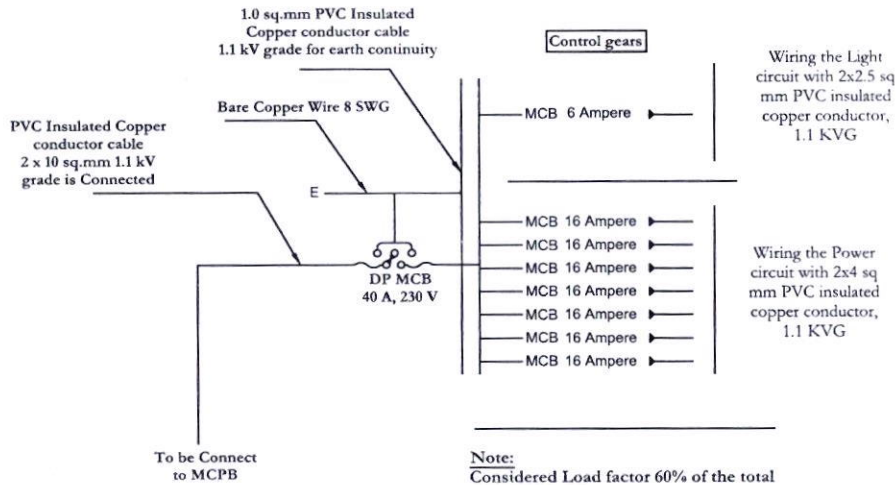 1.0 sq.mm PVC Insulated
Copper conductor cable
1.1 kV grade for earth continuity
Control gears
Bare Copper Wire 8 SWG
PVC Insulated Copper
conductor cable
2 x 10 sq.mm 1.1 kV
grade is Connected
E
DP MCB
40 A, 230 V
To be Connect
to MCPB
MCB 6 Ampere
Wiring the Light
circuit with 2x2.5 sq
mm PVC insulated
copper conductor,
1.1 KVG
MCB 16 Ampere
MCB 16 Ampere
MCB 16 Ampere
MCB 16 Ampere
MCB 16 Ampere
MCB 16 Ampere
MCB 16 Ampere
Wiring the Power
circuit with 2x4 sq
mm PVC insulated
copper conductor,
1.1 KVG
Note:
Considered Load factor 60% of the total